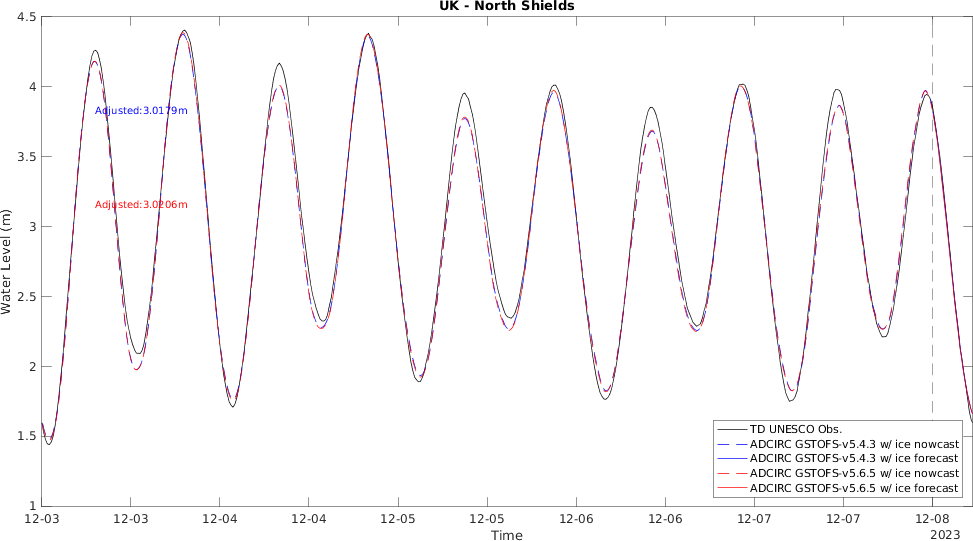 UK - North Shields
4.5
4
3.5
3
2.5
2
1.5
1
Water Level (m)
Adjusted:3.0179m
Adjusted:3.0206m
TD UNESCO Obs.
ADCIRC GSTOFS-v5.4.3 w/ ice nowcast
ADCIRC GSTOFS-v5.4.3 w/ ice forecast
ADCIRC GSTOFS-v5.6.5 w/ ice nowcast
ADCIRC GSTOFS-v5.6.5 w/ ice forecast
12-03 12-03 12-04 12-04 12-05 12-05 12-06 12-06 12-07 12-07 12-08
Time
2023